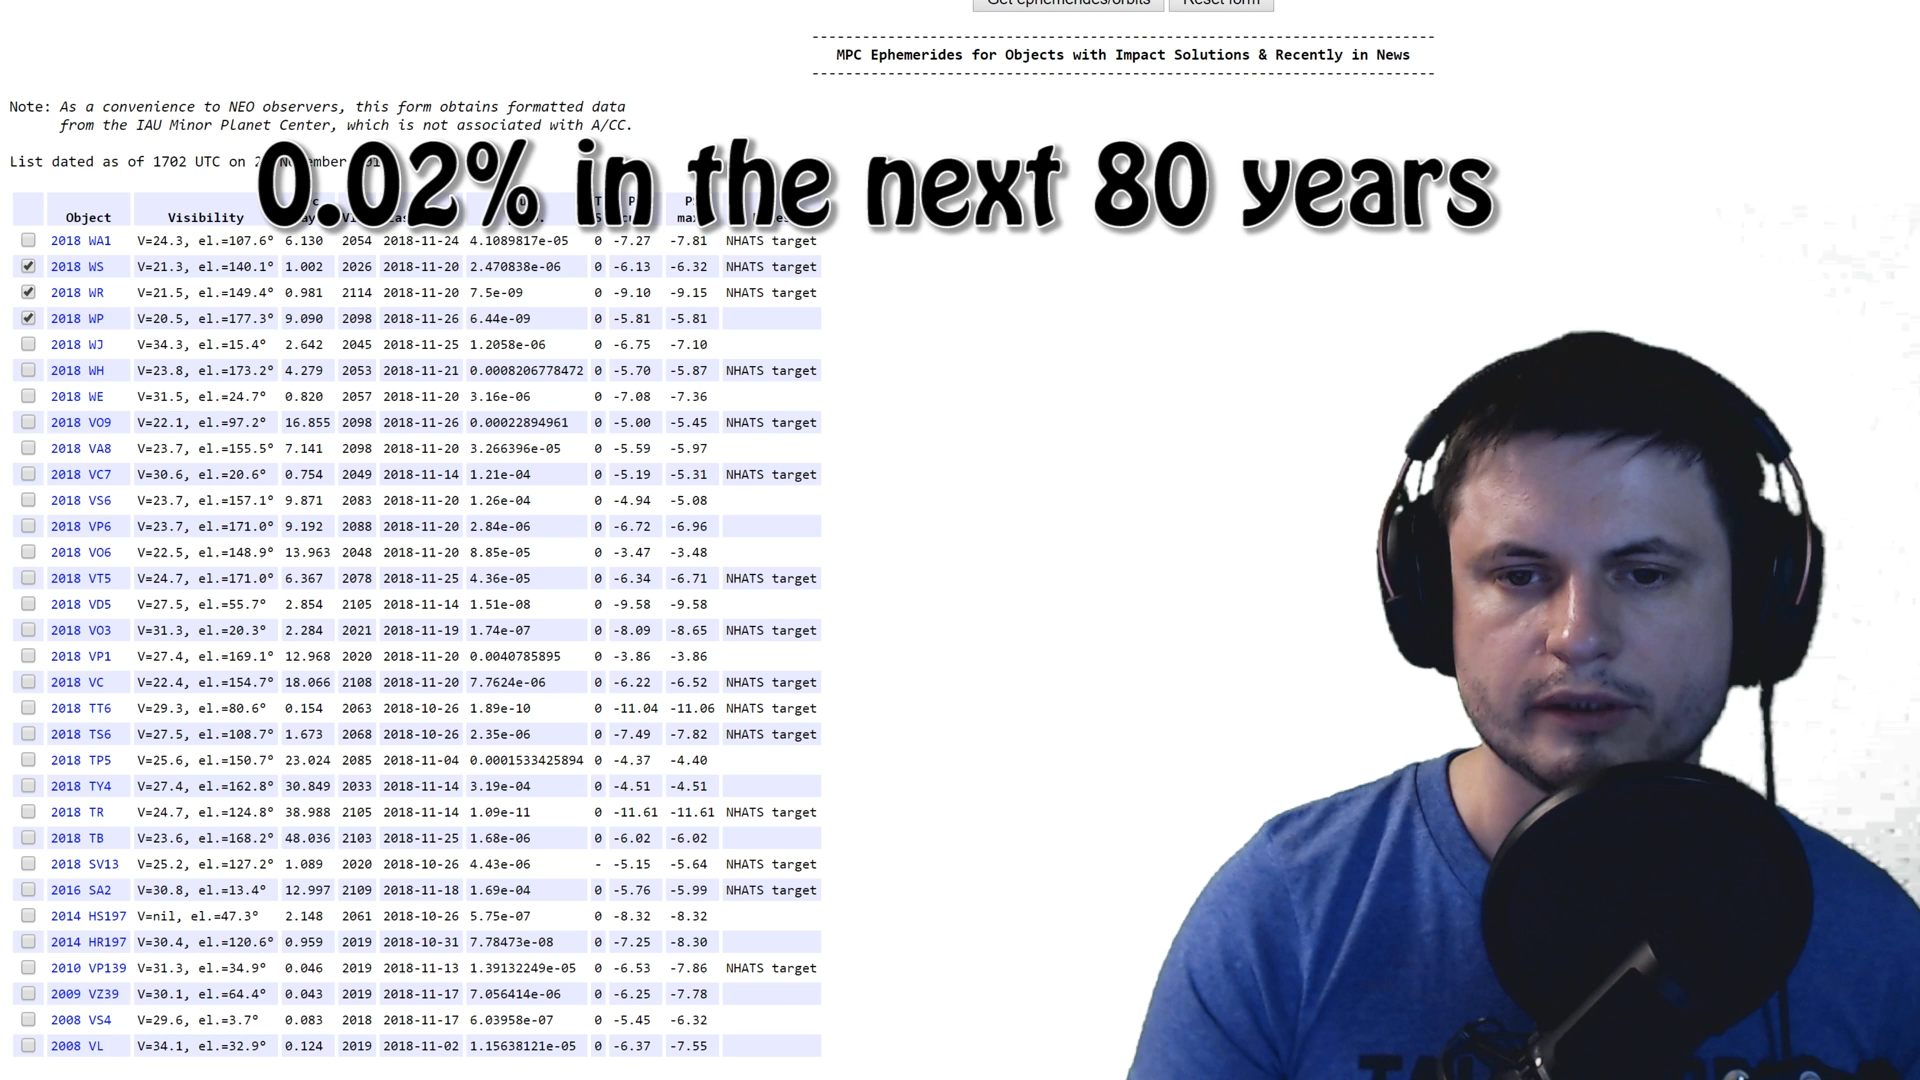 Get ephemerides/orbits Reset form
MPC Ephemerides for Objects with Impact Solutions & Recently in News
Note: As a convenience to NEO observers, this form obtains formatted data
from the IAU Minor Planet Center, which is not associated with A/CC.
List dated as of 1702 UTC on
0.02% in the next 80 years
Object Visibility
2018 WA1 V=24.3, el.=107.6° 6.130 2054 2018-11-24 4.1089817e-05 0 -7.27 -7.81 NHATS target
2018 WS V=21.3, el.=140.1° 1.002 2026 2018-11-20 2.470838e-06 0 -6.13 -6.32 NHATS target
2018 WR V=21.5, el.=149.4° 0.981 2114 2018-11-20 7.5e-09 0 -9.10 -9.15 NHATS target
2018 WP V=20.5, el.=177.3° 9.090 2098 2018-11-26 6.44e-09 0 -5.81 -5.81
2018 WJ V=34.3, el.=15.4° 2.642 2045 2018-11-25 1.2058e-06 0 -6.75 -7.10
2018 WH V=23.8, el.=173.2° 4.279 2053 2018-11-21 0.0008206778472 0 -5.70 -5.87 NHATS target
2018 WE V=31.5, el.=24.7° 0.820 2057 2018-11-20 3.16e-06 0 -7.08 -7.36
2018 VO9 V=22.1, el.=97.2° 16.855 2098 2018-11-26 0.00022894961 0 -5.00 -5.45 NHATS target
2018 VA8 V=23.7, el.=155.5° 7.141 2098 2018-11-20 3.266396e-05 0 -5.59 -5.97
2018 VC7 V=30.6, el.=20.6° 0.754 2049 2018-11-14 1.21e-04 0 -5.19 -5.31 NHATS target
2018 VS6 V=23.7, el.=157.1° 9.871 2083 2018-11-20 1.26e-04 0 -4.94 -5.08
2018 VP6 V=23.7, el.=171.0° 9.192 2088 2018-11-20 2.84e-06 0 -6.72 -6.96
2018 VO6 V=22.5, el.=148.9° 13.963 2048 2018-11-20 8.85e-05 0 -3.47 -3.48
2018 VT5 V=24.7, el.=171.0° 6.367 2078 2018-11-25 4.36e-05 0 -6.34 -6.71 NHATS target
2018 VD5 V=27.5, el.=55.7° 2.854 2105 2018-11-14 1.51e-08 0 -9.58 -9.58
2018 VO3 V=31.3, el.=20.3° 2.284 2021 2018-11-19 1.74e-07 0 -8.09 -8.65 NHATS target
2018 VP1 V=27.4, el.=169.1° 12.968 2020 2018-11-20 0.0040785895 0 -3.86 -3.86
2018 VC V=22.4, el.=154.7° 18.066 2108 2018-11-20 7.7624e-06 0 -6.22 -6.52 NHATS target
2018 TT6 V=29.3, el.=80.6° 0.154 2063 2018-10-26 1.89e-10 0 -11.04 -11.06 NHATS target
2018 TS6 V=27.5, el.=108.7° 1.673 2068 2018-10-26 2.35e-06 0 -7.49 -7.82 NHATS target
2018 TP5 V=25.6, el.=150.7° 23.024 2085 2018-11-04 0.0001533425894 0 -4.37 -4.40
2018 TY4 V=27.4, el.=162.8° 30.849 2033 2018-11-14 3.19e-04 0 -4.51 -4.51
2018 TR V=24.7, el.=124.8° 38.988 2105 2018-11-14 1.09e-11 0 -11.61 -11.61 NHATS target
2018 TB V=23.6, el.=168.2° 48.036 2103 2018-11-25 1.68e-06 0 -6.02 -6.02
2018 SV13 V=25.2, el.=127.2° 1.089 2020 2018-10-26 4.43e-06 - -5.15 -5.64 NHATS target
2016 SA2 V=30.8, el.=13.4° 12.997 2109 2018-11-18 1.69e-04 0 -5.76 -5.99 NHATS target
2014 HS197 V=nil, el.=47.3° 2.148 2061 2018-10-26 5.75e-07 0 -8.32 -8.32
2014 HR197 V=30.4, el.=120.6° 0.959 2019 2018-10-31 7.78473e-08 0 -7.25 -8.30
2010 VP139 V=31.3, el.=34.9° 0.046 2019 2018-11-13 1.39132249e-05 0 -6.53 -7.86 NHATS target
2009 VZ39 V=30.1, el.=64.4° 0.043 2019 2018-11-17 7.056414e-06 0 -6.25 -7.78
2008 VS4 V=29.6, el.=3.7° 0.083 2018 2018-11-17 6.03958e-07 0 -5.45 -6.32
2008 VL V=34.1, el.=32.9° 0.124 2019 2018-11-02 1.15638121e-05 0 -6.37 -7.55